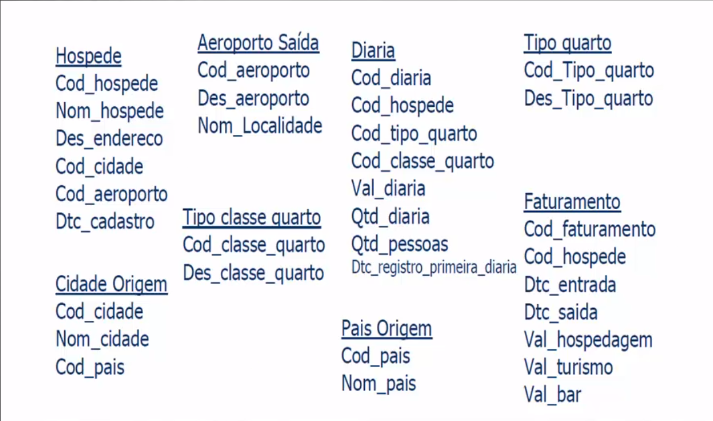 Hospede
Cod_hospede
Nom_hospede
Des_endereco
Cod_cidade
Cod_aeroporto
Dtc_cadastro
Aeroporto Saída
Cod_aeroporto
Des_aeroporto
Nom_Localidade
Diaria
Cod_diaria
Cod_hospede
Cod_tipo_quarto
Cod_classe_quarto
Val_diaria
Qtd_diaria
Qtd_pessoas
Dtc_registro_primeira_diaria
Tipo quarto
Cod_Tipo_quarto
Des_Tipo_quarto
Tipo classe quarto
Cod_classe_quarto
Des_classe_quarto
Faturamento
Cod_faturamento
Cod_hospede
Dtc_entrada
Dtc_saida
Val_hospedagem
Val_turismo
Val_bar
Cidade Origem
Cod_cidade
Nom_cidade
Cod_pais
Pais Origem
Cod_pais
Nom_pais